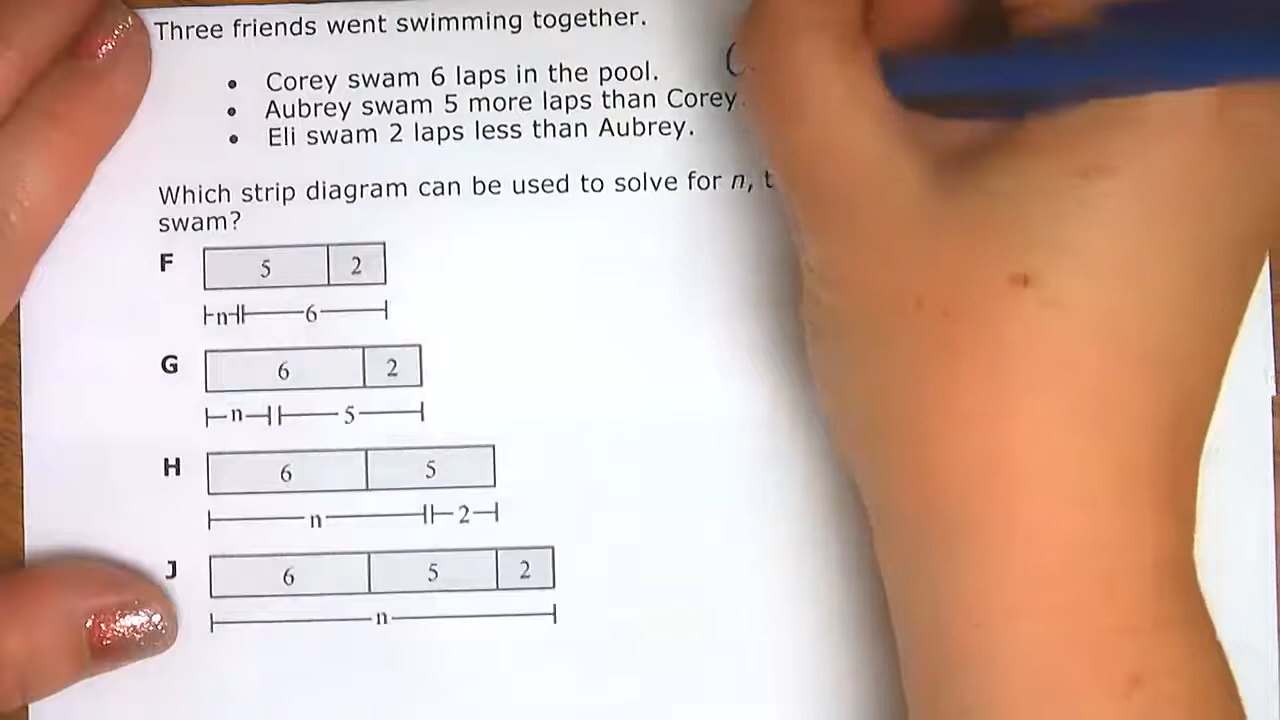 Three friends went swimming together.
• Corey swam 6 laps in the pool.
• Aubrey swam 5 more laps than Corey.
• Eli swam 2 laps less than Aubrey.
Which strip diagram can be used to solve for n,
swam?
F 5 2
n 6
G 6 2
n 5
H 6 5
n 2
J 6 5 2
n